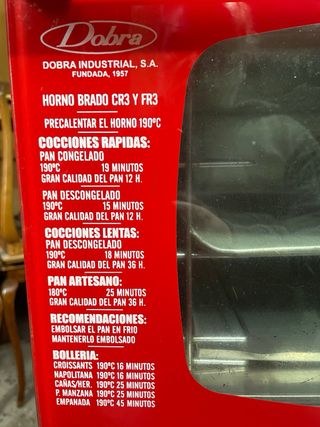 Dobra
DOBRA INDUSTRIAL, S.A.
FUNDADA, 1957
HORNO BRADO CR3 Y FR3
PRECALENTAR EL HORNO 190ºC
COCCIONES RAPIDAS:
PAN CONGELADO
190ºC 19 MINUTOS
GRAN CALIDAD DEL PAN 12 H.
PAN DESCONGELADO
190ºC 15 MINUTOS
GRAN CALIDAD DEL PAN 12 H.
COCCIONES LENTAS:
PAN DESCONGELADO
190ºC 18 MINUTOS
GRAN CALIDAD DEL PAN 36 H.
PAN ARTESANO:
180ºC 25 MINUTOS
GRAN CALIDAD DEL PAN 36 H.
RECOMENDACIONES:
EMBOLSAR EL PAN EN FRIO
MANTENERLO EMBOLSADO
BOLLERIA:
CROISSANTS 190ºC 16 MINUTOS
NAPOLITANA 190ºC 16 MINUTOS
CAÑAS/HER. 190ºC 25 MINUTOS
P. MANZANA 190ºC 25 MINUTOS
EMPANADA 190ºC 45 MINUTOS